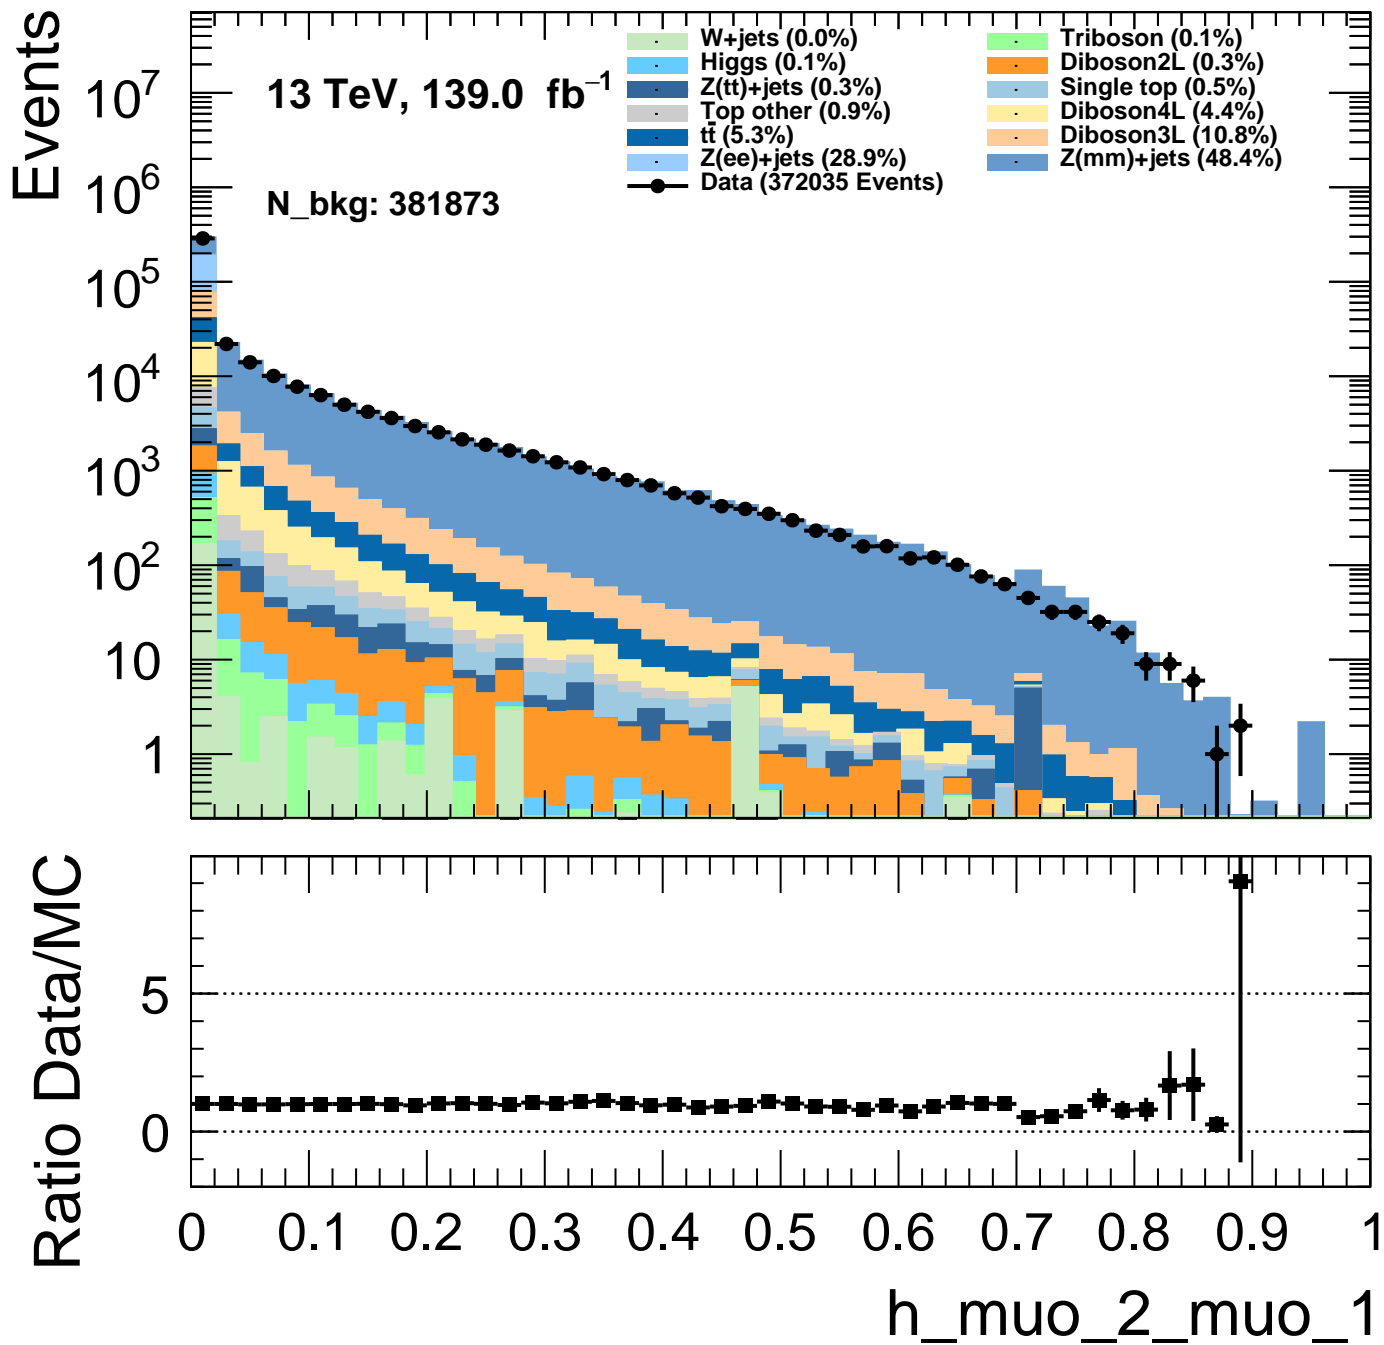 Events
10^7
10^6
10^5
10^4
10^3
10^2
10
1
13 TeV, 139.0 fb^−1
N_bkg: 381873
W+jets (0.0%)
Higgs (0.1%)
Z(tt)+jets (0.3%)
Top other (0.9%)
tt̄ (5.3%)
Z(ee)+jets (28.9%)
Data (372035 Events)
Triboson (0.1%)
Diboson2L (0.3%)
Single top (0.5%)
Diboson4L (4.4%)
Diboson3L (10.8%)
Z(mm)+jets (48.4%)
Ratio Data/MC
5
0
0 0.1 0.2 0.3 0.4 0.5 0.6 0.7 0.8 0.9 1
h_muo_2_muo_1